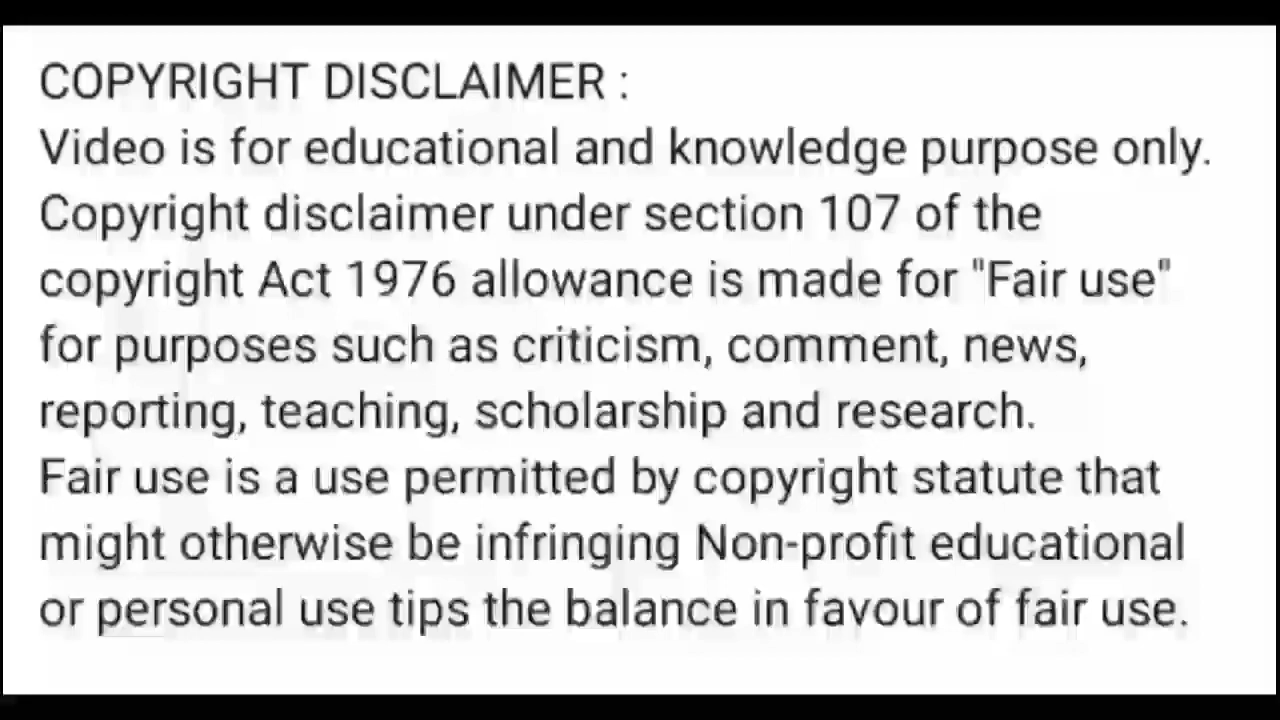 COPYRIGHT DISCLAIMER :
Video is for educational and knowledge purpose only.
Copyright disclaimer under section 107 of the
copyright Act 1976 allowance is made for "Fair use"
for purposes such as criticism, comment, news,
reporting, teaching, scholarship and research.
Fair use is a use permitted by copyright statute that
might otherwise be infringing Non-profit educational
or personal use tips the balance in favour of fair use.